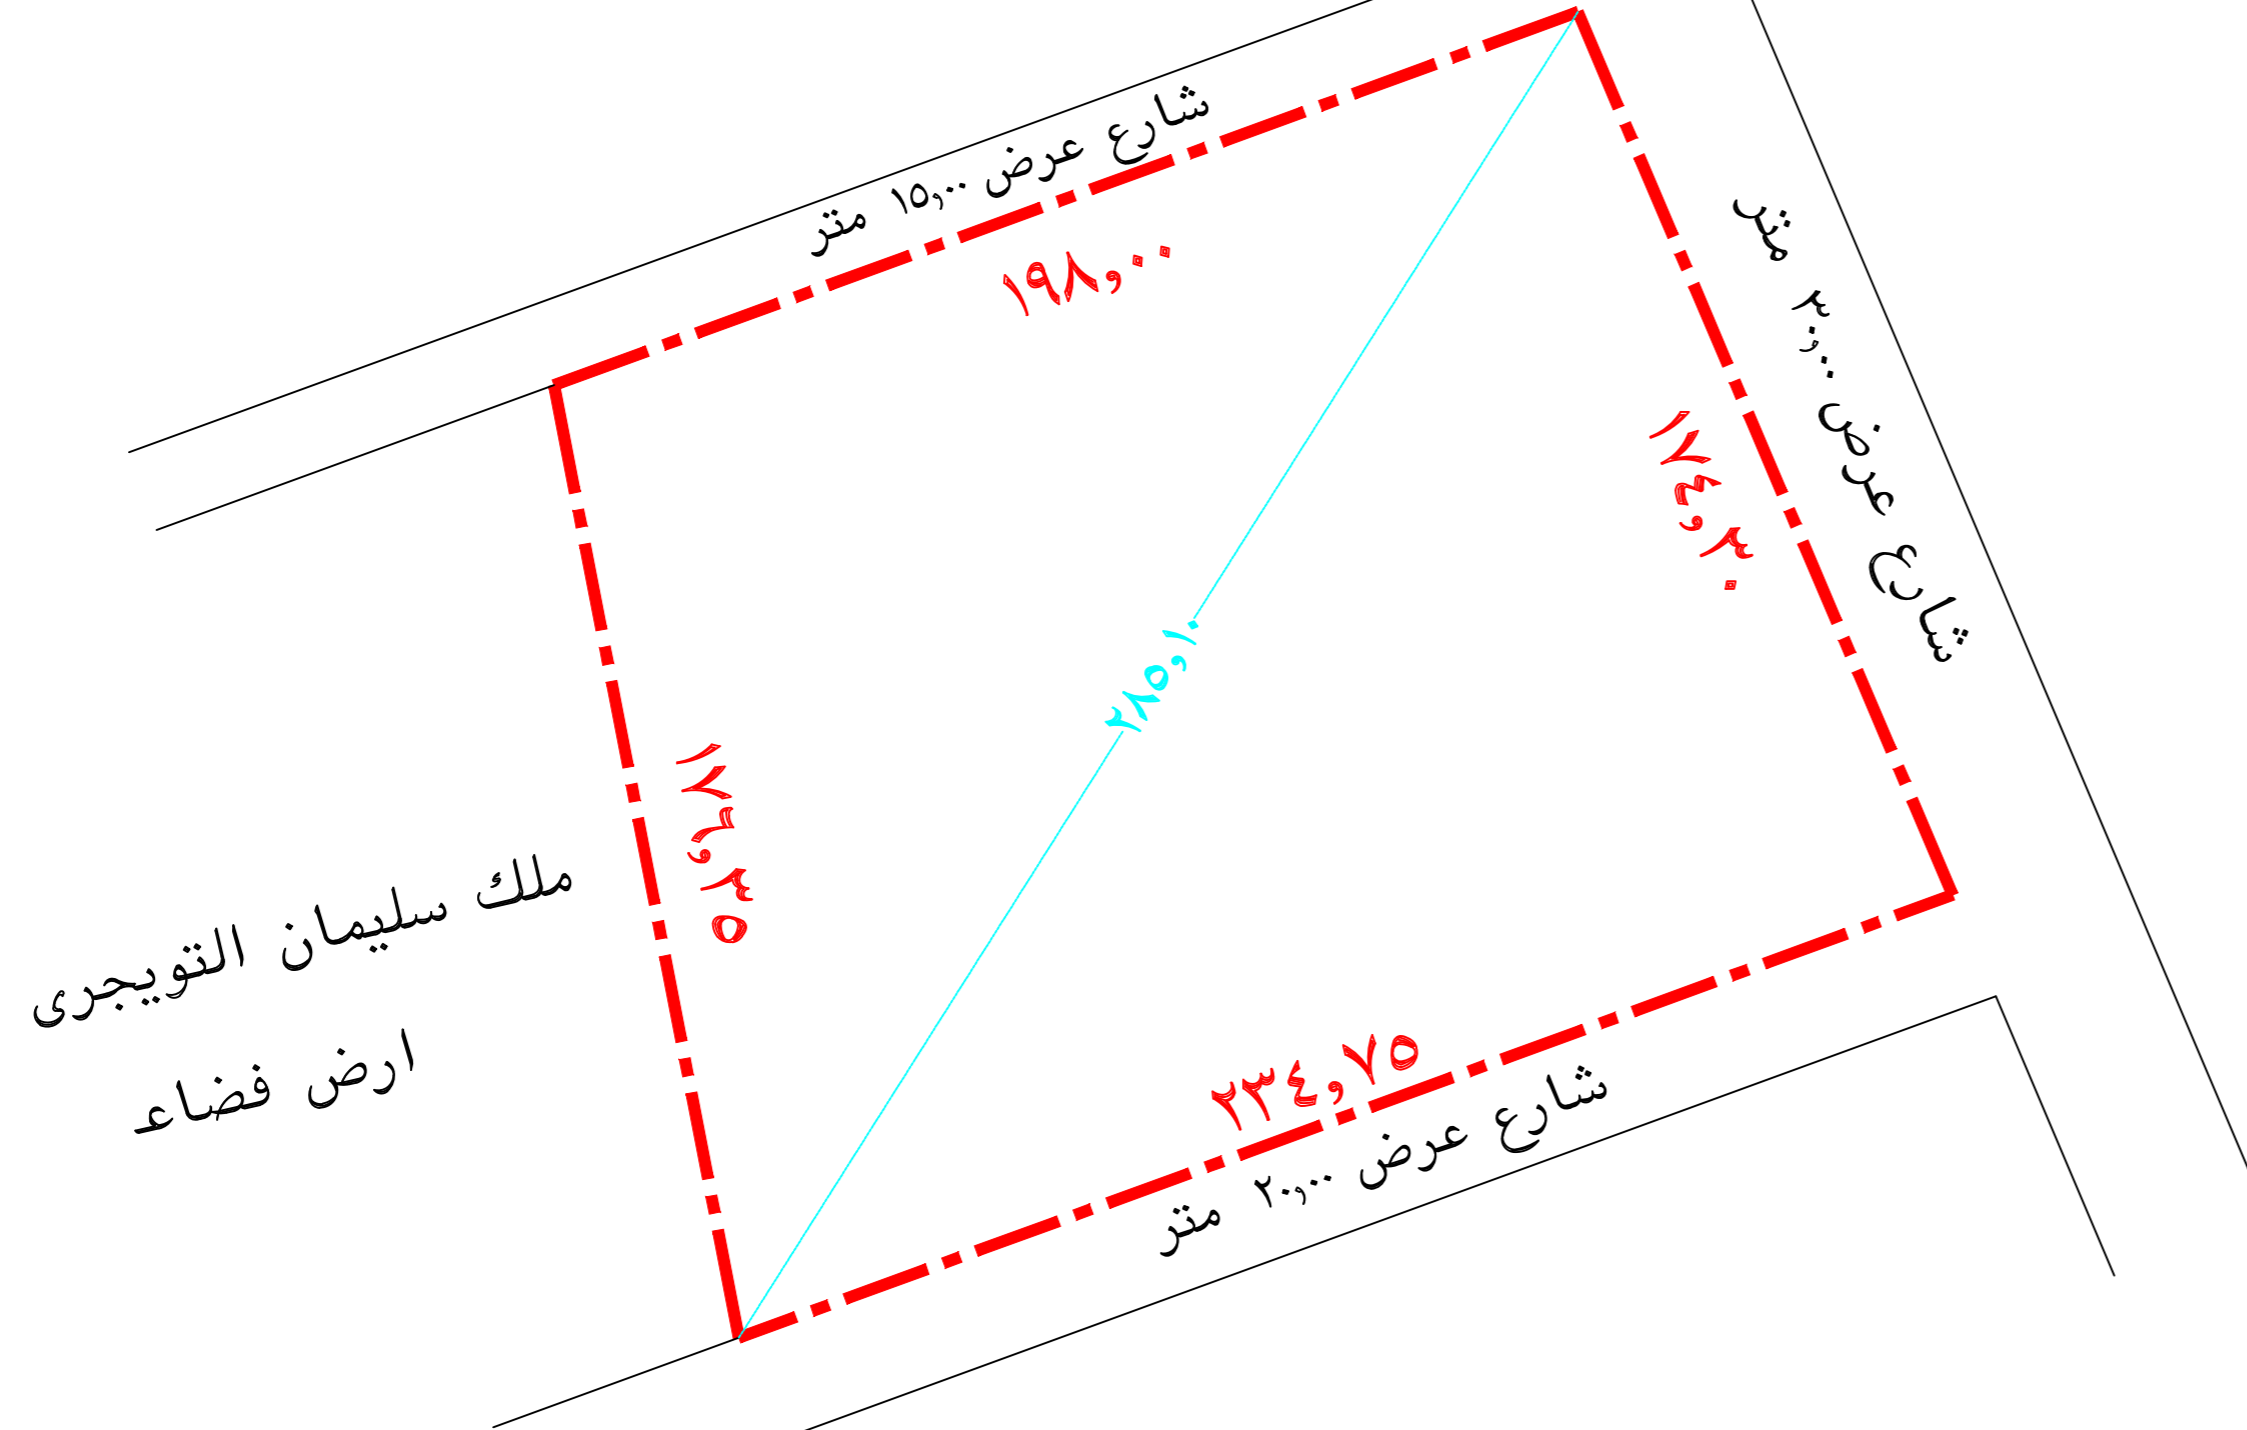 شارع عرض ١٥,٠٠ متر
١٩٨,٠٠
شارع عرض ٣٠,٠٠ متر
١٧٤,٣٠
٢٨٥,١٠
١٧٦,٣٥
ملك سليمان التويجرى
ارض فضاء
٢٣٤,٧٥
شارع عرض ٢٠,٠٠ متر